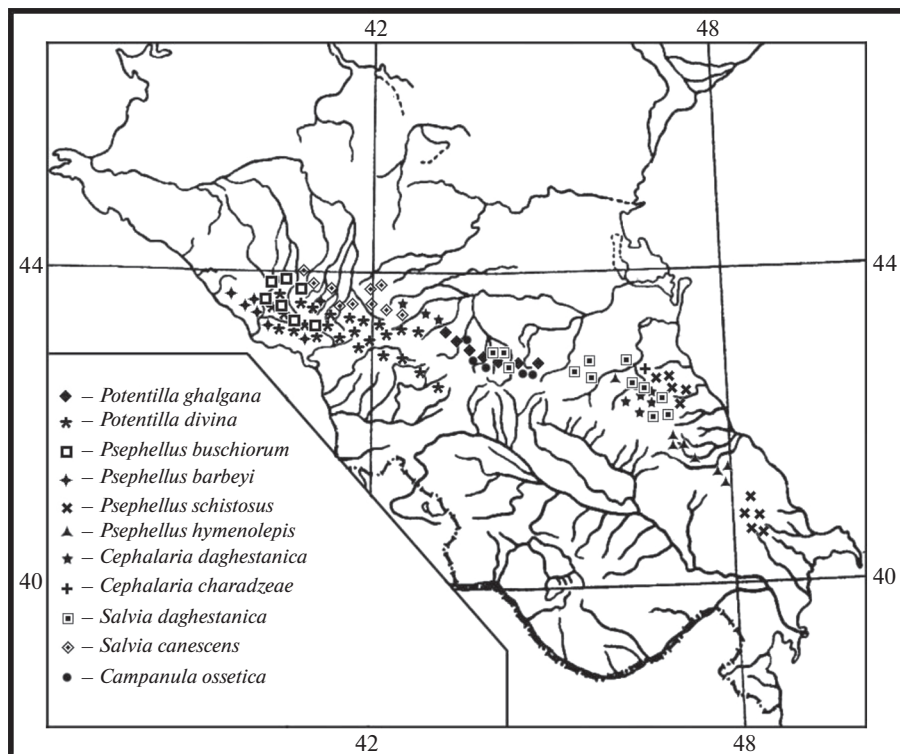 42 48
44 44
– Potentilla ghalgana
– Potentilla divina
– Psephellus buschiorum
– Psephellus barbeyi
– Psephellus schistosus
– Psephellus hymenolepis
– Cephalaria daghestanica
– Cephalaria charadzeae
– Salvia daghestanica
– Salvia canescens
– Campanula ossetica
40 40
42 48